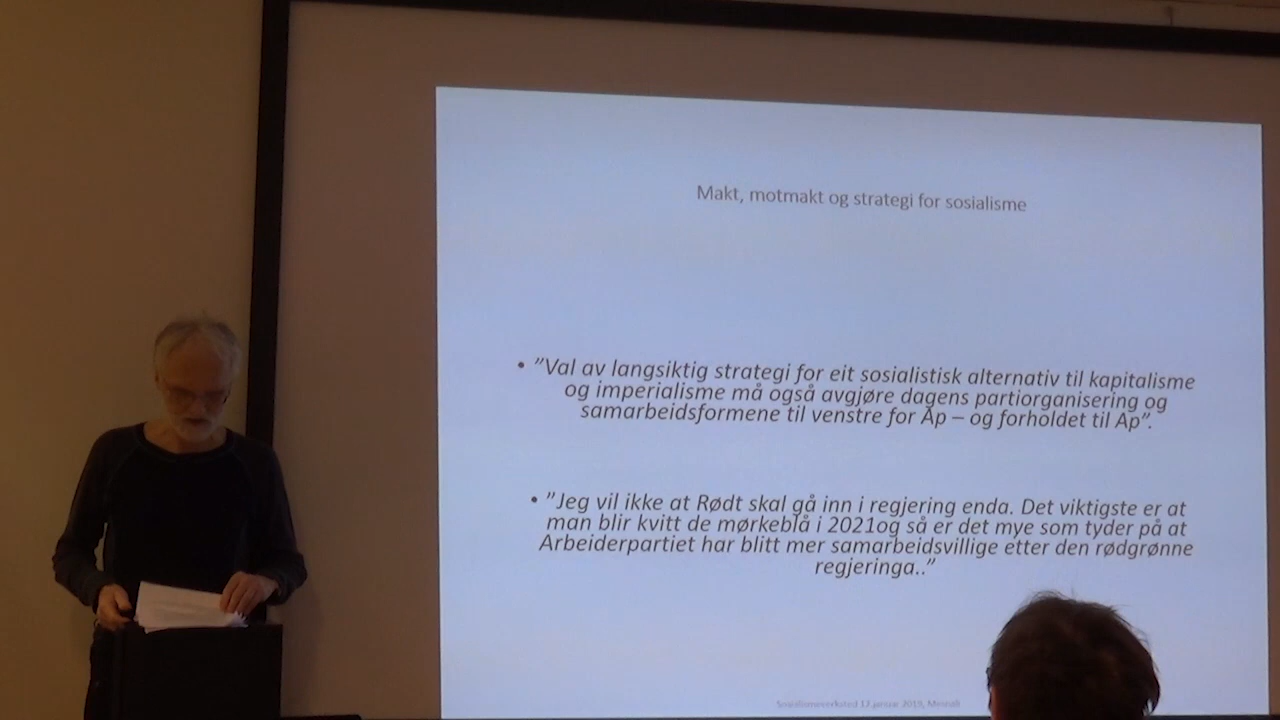 Makt, motmakt og strategi for sosialisme
• ”Val av langsiktig strategi for eit sosialistisk alternativ til kapitalisme
og imperialisme må også avgjøre dagens partiorganisering og
samarbeidsformene til venstre for Ap – og forholdet til Ap”.
• ”Jeg vil ikke at Rødt skal gå inn i regjering enda. Det viktigste er at
man blir kvitt de mørkeblå i 2021og så er det mye som tyder på at
Arbeiderpartiet har blitt mer samarbeidsvillige etter den rødgrønne
regjeringa..”
januar 2019,